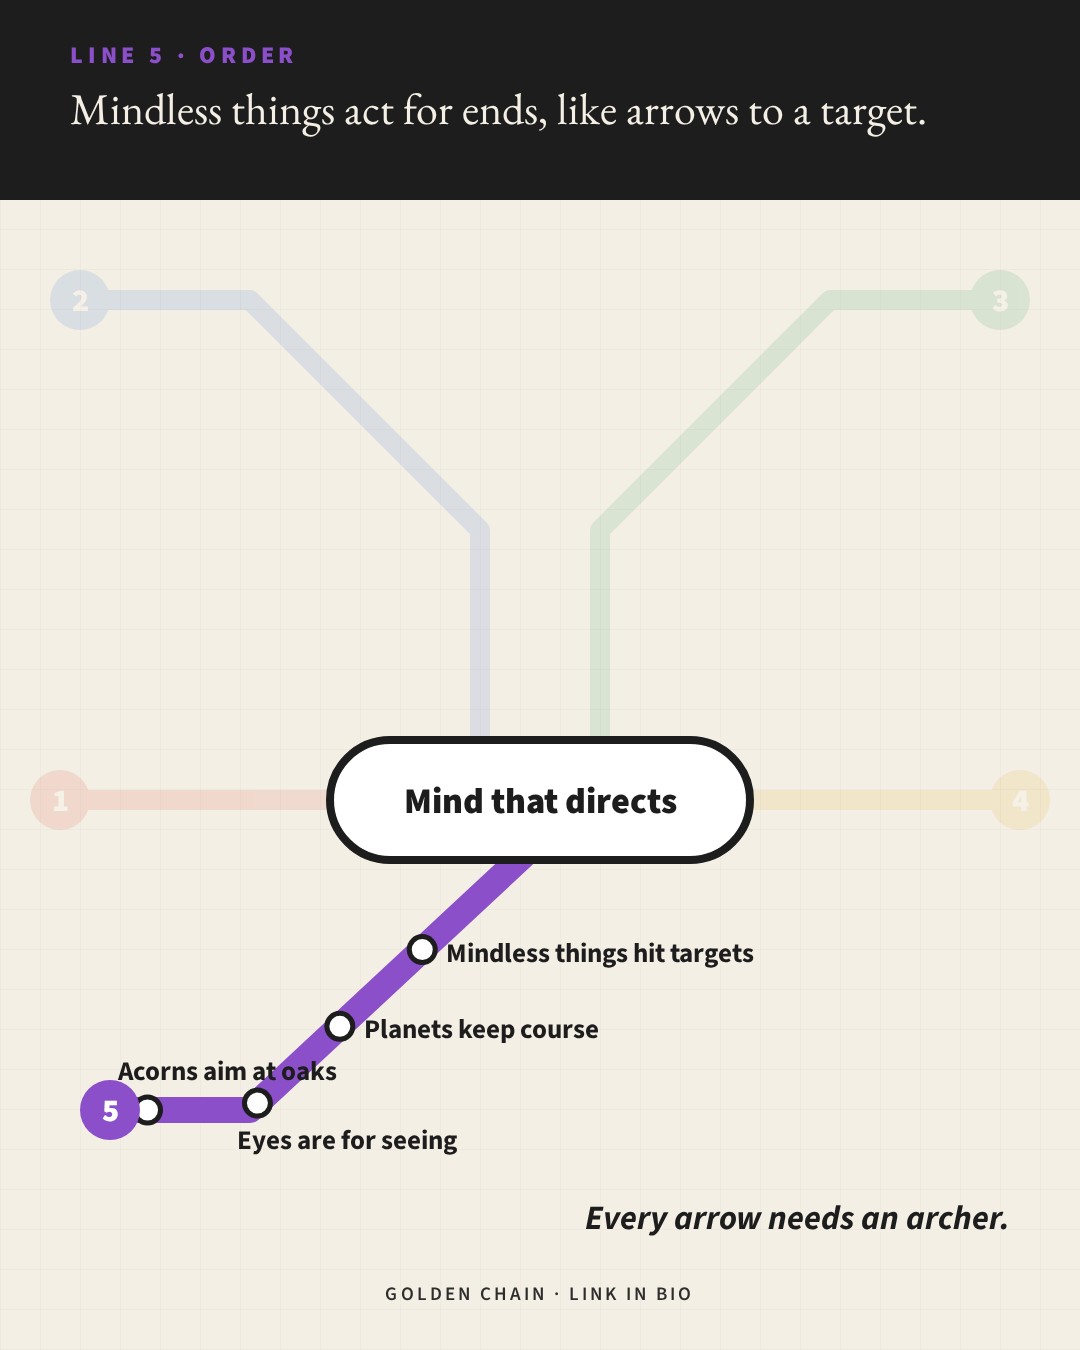 LINE 5 · ORDER
Mindless things act for ends, like arrows to a target.
2
3
1
Mind that directs
4
Mindless things hit targets
Planets keep course
Acorns aim at oaks
5
Eyes are for seeing
Every arrow needs an archer.
GOLDEN CHAIN · LINK IN BIO